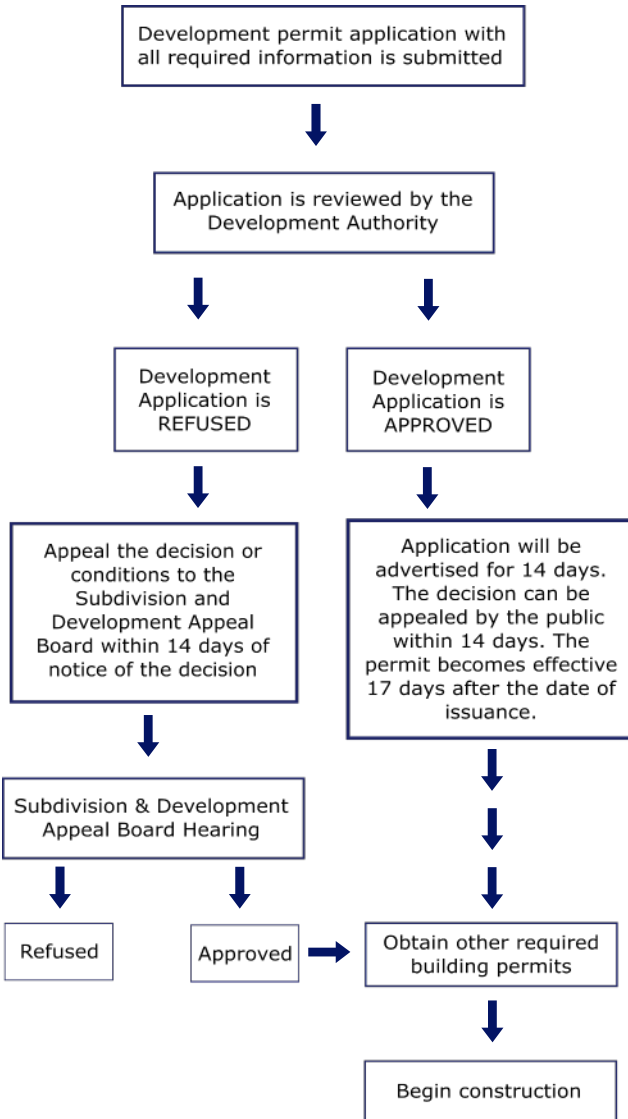 Development permit application with
all required information is submitted
Application is reviewed by the
Development Authority
Development
Application is
REFUSED
Development
Application is
APPROVED
Appeal the decision or
conditions to the
Subdivision and
Development Appeal
Board within 14 days of
notice of the decision
Application will be
advertised for 14 days.
The decision can be
appealed by the public
within 14 days. The
permit becomes effective
17 days after the date of
issuance.
Subdivision & Development
Appeal Board Hearing
Refused
Approved
Obtain other required
building permits
Begin construction